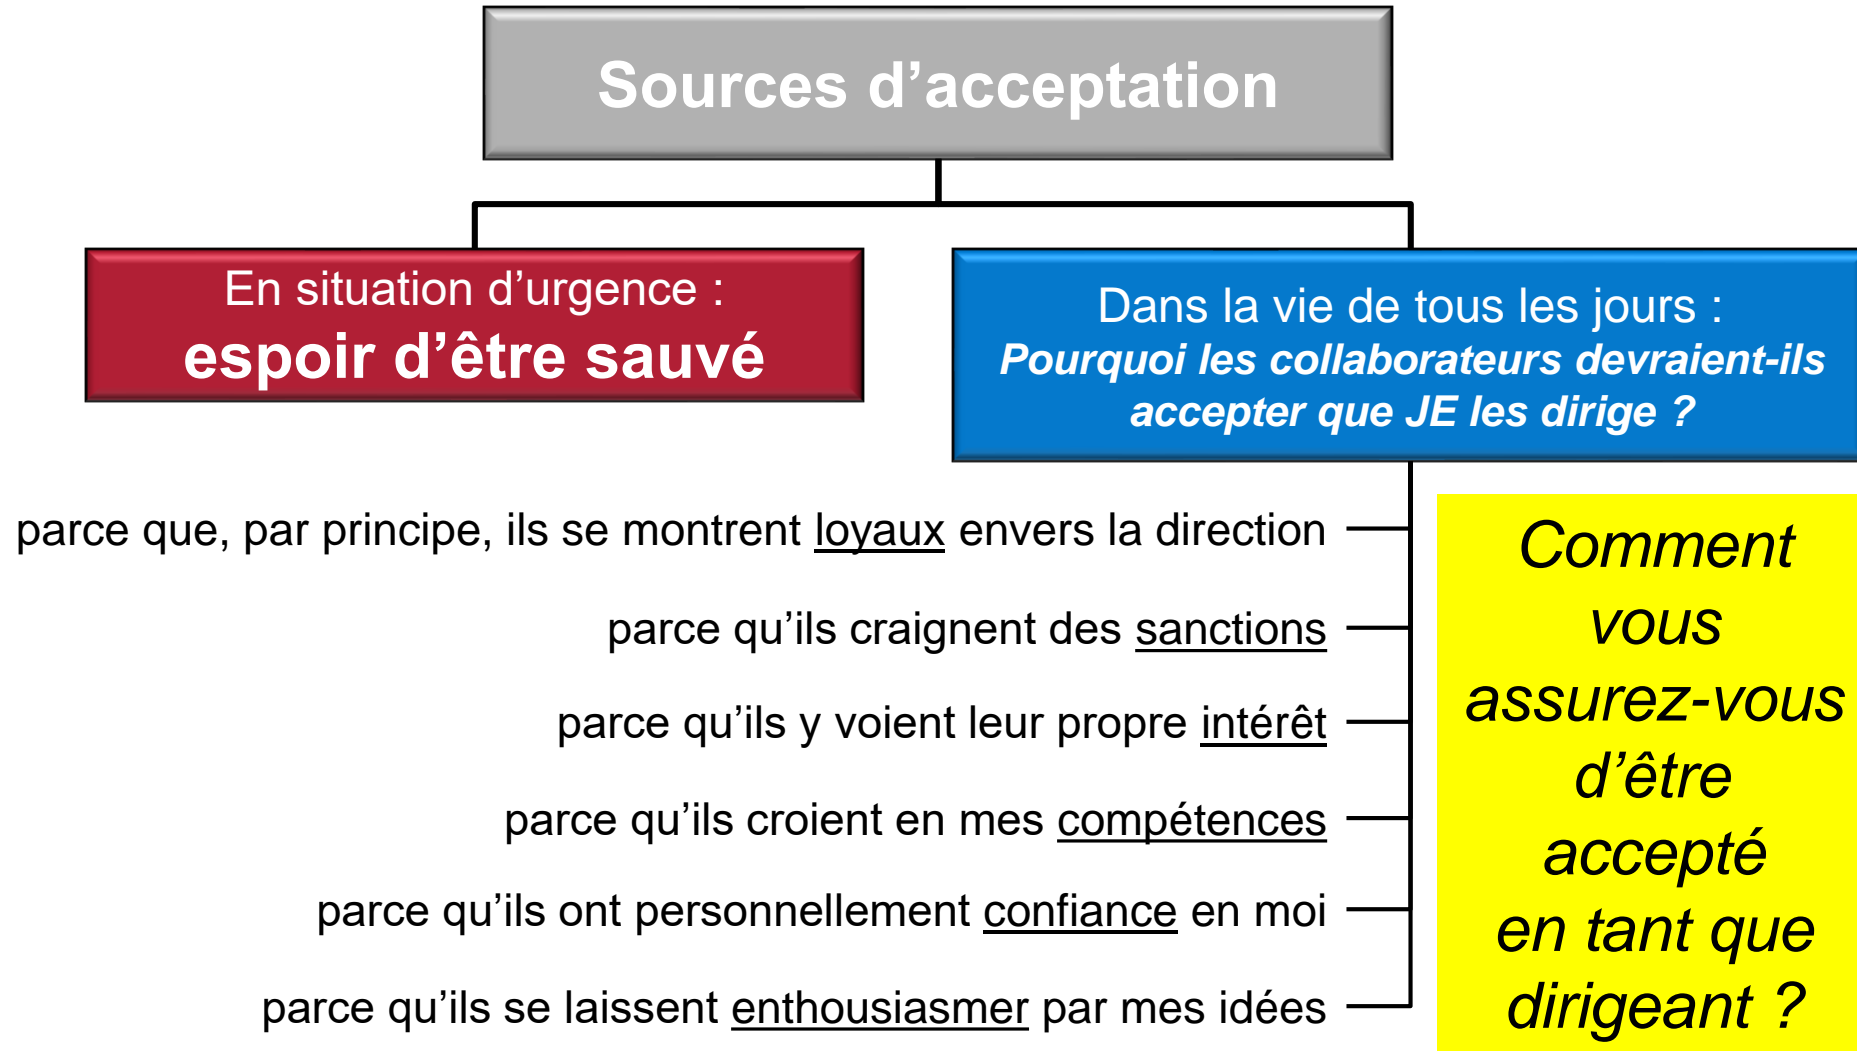 Sources d’acceptation
En situation d’urgence :
espoir d’être sauvé
Dans la vie de tous les jours :
Pourquoi les collaborateurs devraient-ils
accepter que JE les dirige ?
parce que, par principe, ils se montrent loyaux envers la direction
parce qu’ils craignent des sanctions
parce qu’ils y voient leur propre intérêt
parce qu’ils croient en mes compétences
parce qu’ils ont personnellement confiance en moi
parce qu’ils se laissent enthousiasmer par mes idées
Comment
vous
assurez-vous
d’être
accepté
en tant que
dirigeant ?